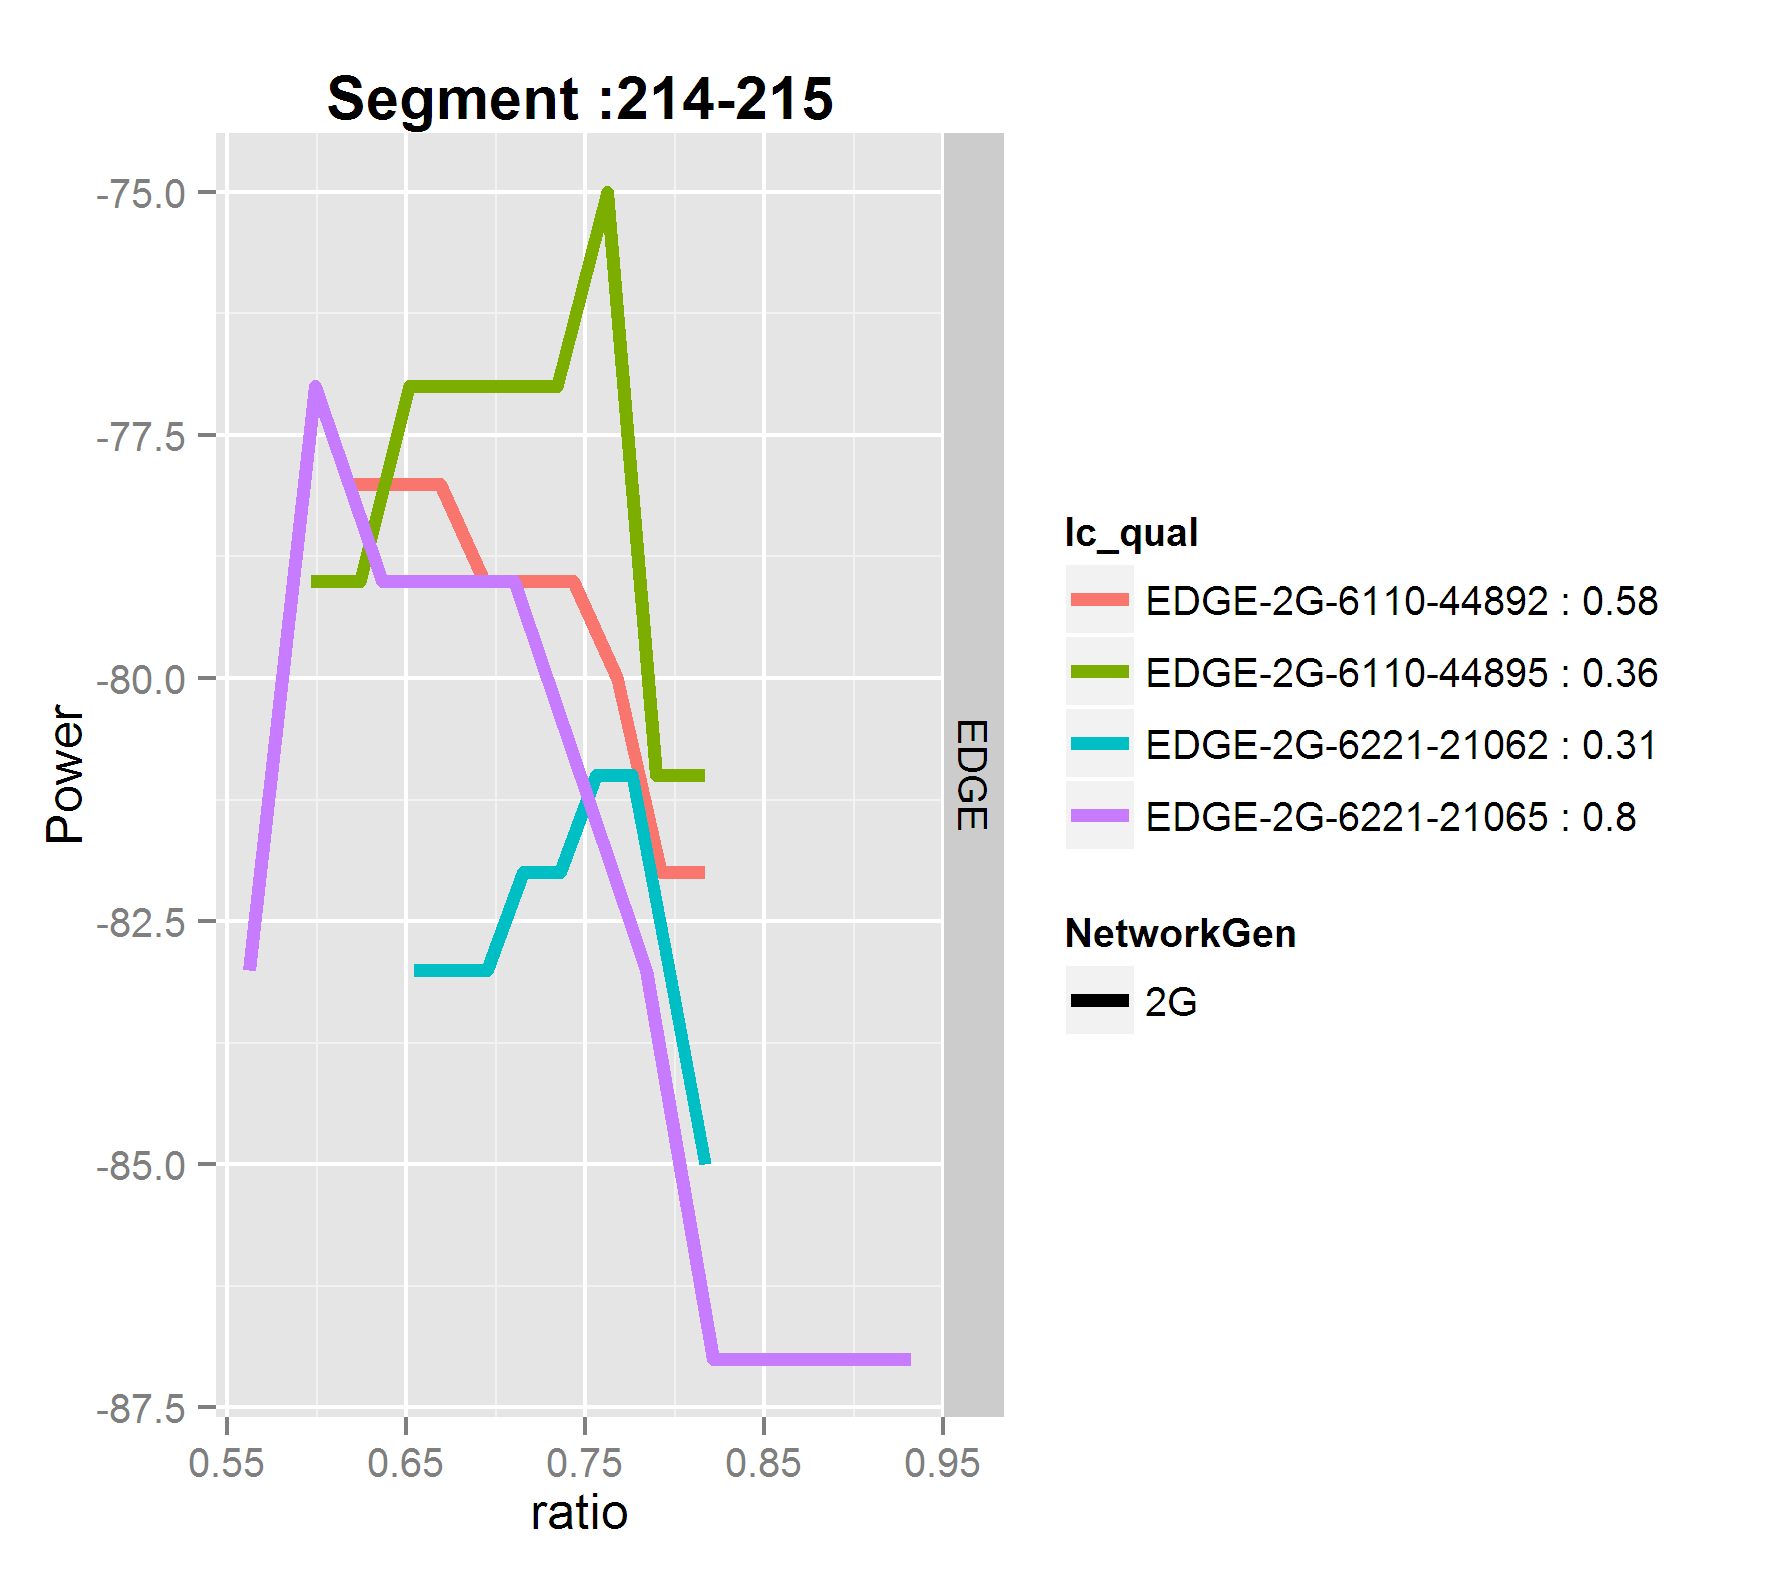 Segment :214-215
-75.0
-77.5
-80.0
-82.5
-85.0
-87.5
Power
0.55 0.65 0.75 0.85 0.95
ratio
EDGE
lc_qual
EDGE-2G-6110-44892 : 0.58
EDGE-2G-6110-44895 : 0.36
EDGE-2G-6221-21062 : 0.31
EDGE-2G-6221-21065 : 0.8
NetworkGen
2G